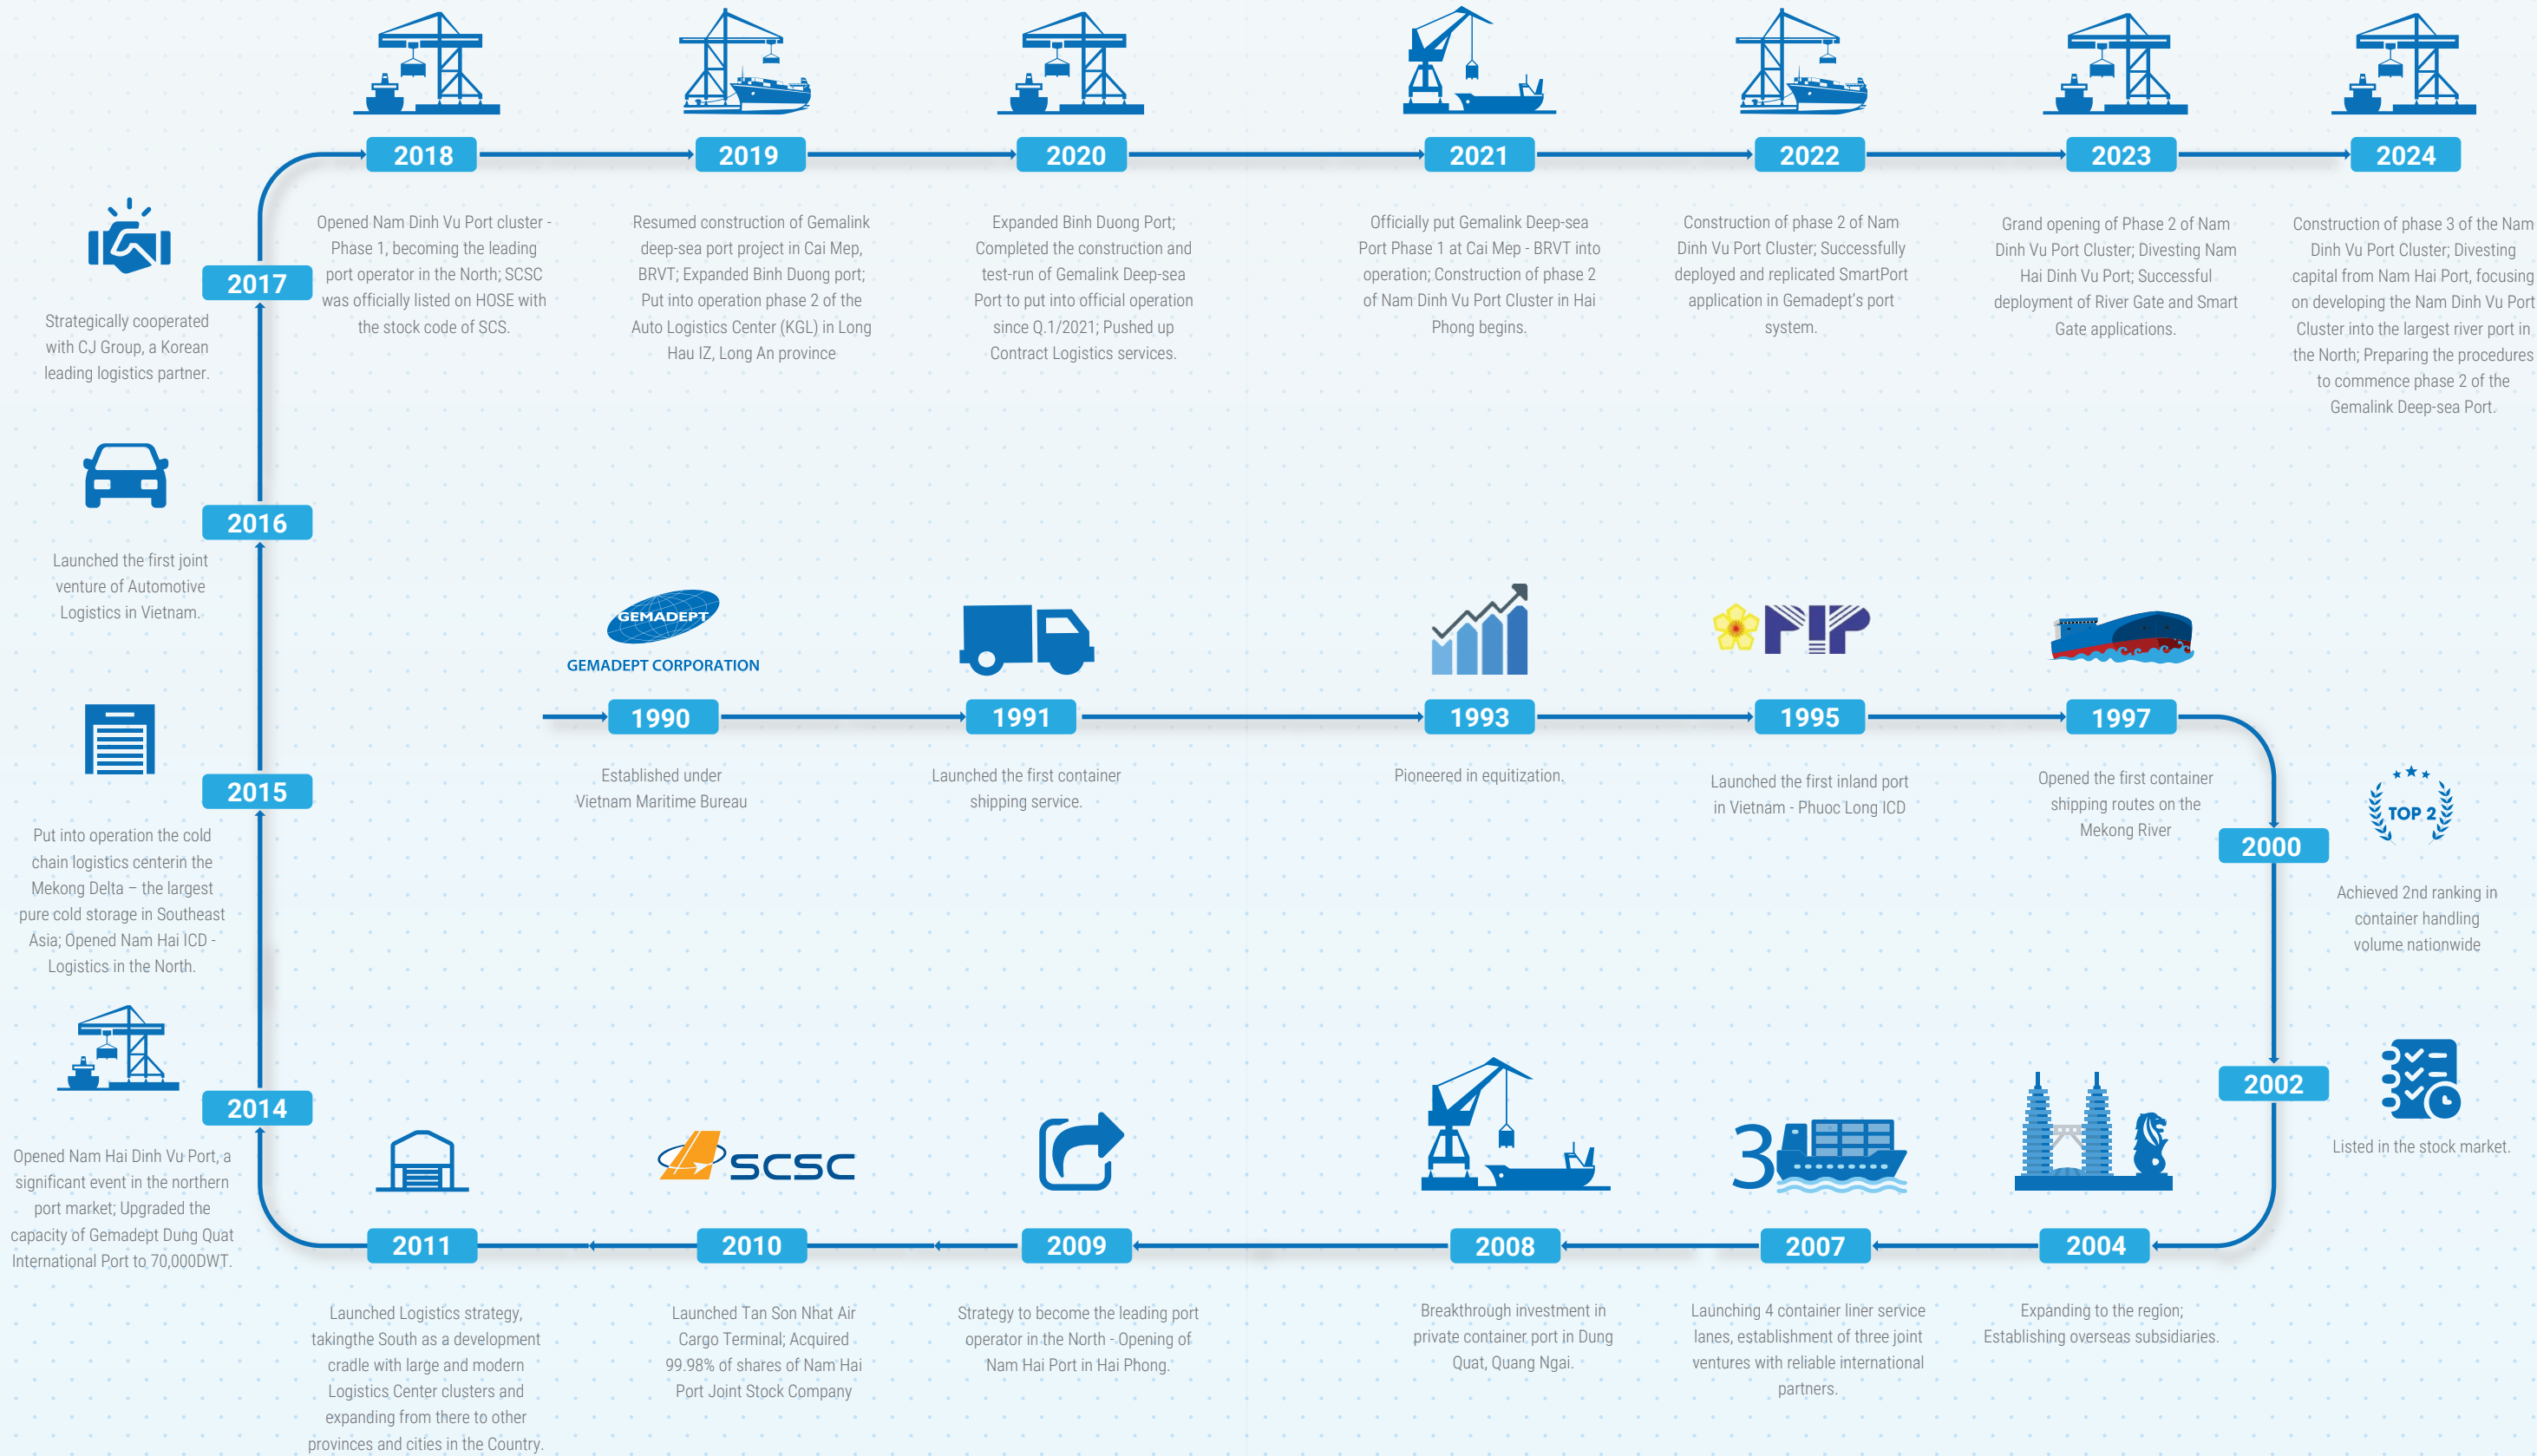 2018
Opened Nam Dinh Vu Port cluster -
Phase 1, becoming the leading
port operator in the North; SCSC
was officially listed on HOSE with
the stock code of SCS.
2019
Resumed construction of Gemalink
deep-sea port project in Cai Mep,
BRVT; Expanded Binh Duong port;
Put into operation phase 2 of the
Auto Logistics Center (KGL) in Long
Hau IZ, Long An province
2020
Expanded Binh Duong Port;
Completed the construction and
test-run of Gemalink Deep-sea
Port to put into official operation
since Q.1/2021; Pushed up
Contract Logistics services.
2021
Officially put Gemalink Deep-sea
Port Phase 1 at Cai Mep - BRVT into
operation; Construction of phase 2
of Nam Dinh Vu Port Cluster in Hai
Phong begins.
2022
Construction of phase 2 of Nam
Dinh Vu Port Cluster; Successfully
deployed and replicated SmartPort
application in Gemadept's port
system.
2023
Grand opening of Phase 2 of Nam
Dinh Vu Port Cluster; Divesting Nam
Hai Dinh Vu Port; Successful
deployment of River Gate and Smart
Gate applications.
2024
Construction of phase 3 of the Nam
Dinh Vu Port Cluster; Divesting
capital from Nam Hai Port, focusing
on developing the Nam Dinh Vu Port
Cluster into the largest river port in
the North; Preparing the procedures
to commence phase 2 of the
Gemalink Deep-sea Port.
2017
Strategically cooperated
with CJ Group, a Korean
leading logistics partner.
2016
Launched the first joint
venture of Automotive
Logistics in Vietnam.
2015
Put into operation the cold
chain logistics centerin the
Mekong Delta – the largest
pure cold storage in Southeast
Asia; Opened Nam Hai ICD -
Logistics in the North.
2014
Opened Nam Hai Dinh Vu Port, a
significant event in the northern
port market; Upgraded the
capacity of Gemadept Dung Quat
International Port to 70,000DWT.
GEMADEPT
GEMADEPT CORPORATION
1990
Established under
Vietnam Maritime Bureau
1991
Launched the first container
shipping service.
1993
Pioneered in equitization.
PIP
1995
Launched the first inland port
in Vietnam - Phuoc Long ICD
1997
Opened the first container
shipping routes on the
Mekong River
2000
TOP 2
Achieved 2nd ranking in
container handling
volume nationwide
2002
Listed in the stock market.
2011
Launched Logistics strategy,
takingthe South as a development
cradle with large and modern
Logistics Center clusters and
expanding from there to other
provinces and cities in the Country.
SCSC
2010
Launched Tan Son Nhat Air
Cargo Terminal; Acquired
99.98% of shares of Nam Hai
Port Joint Stock Company
2009
Strategy to become the leading port
operator in the North - Opening of
Nam Hai Port in Hai Phong.
2008
Breakthrough investment in
private container port in Dung
Quat, Quang Ngai.
3
2007
Launching 4 container liner service
lanes, establishment of three joint
ventures with reliable international
partners.
2004
Expanding to the region;
Establishing overseas subsidiaries.